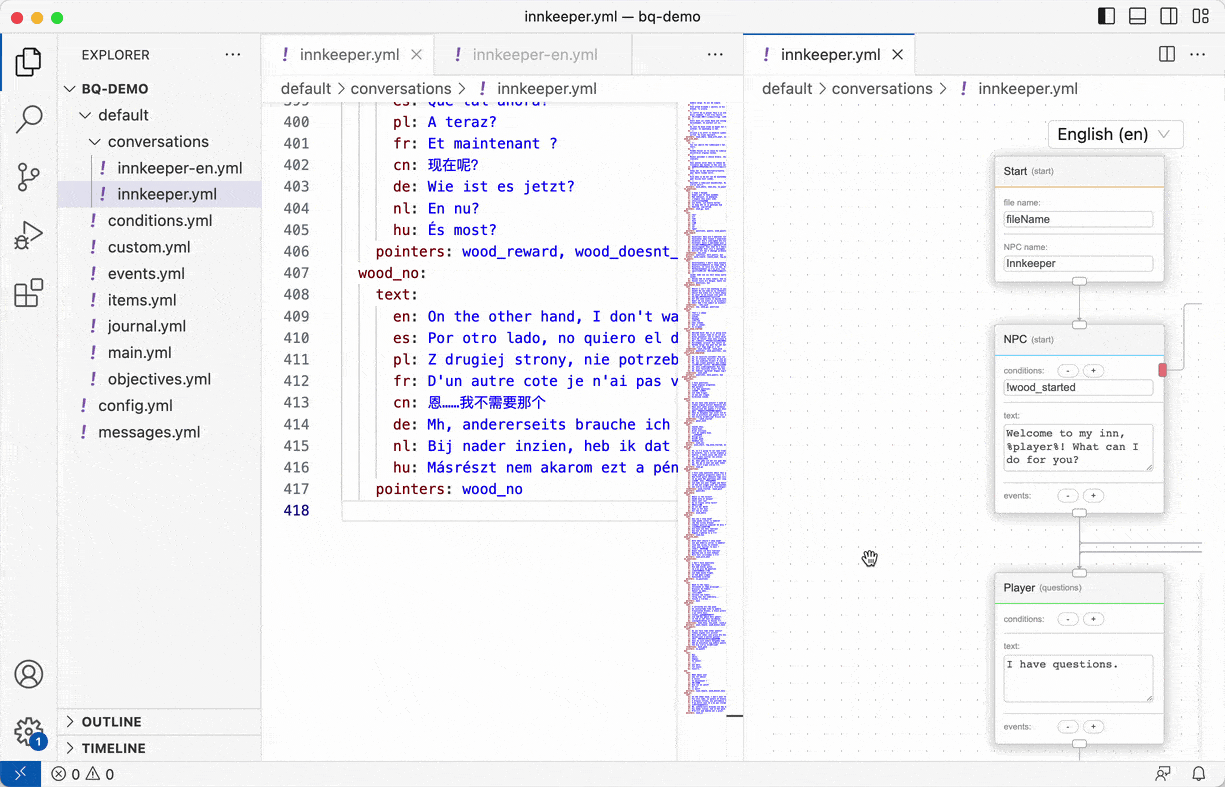 innkeeper.yml — bq-demo
EXPLORER
BQ-DEMO
default
conversations
innkeeper-en.yml
innkeeper.yml
conditions.yml
custom.yml
events.yml
items.yml
journal.yml
main.yml
objectives.yml
config.yml
messages.yml
OUTLINE
TIMELINE
1
0 0
innkeeper.yml
innkeeper-en.yml
default > conversations > ! innkeeper.yml
400 pl: A teraz?
401 fr: Et maintenant ?
402 cn: 现在呢?
403 de: Wie ist es jetzt?
404 nl: En nu?
405 hu: És most?
406 pointers: wood_reward, wood_doesnt_
407 wood_no:
408 text:
409 en: On the other hand, I don't wa
410 es: Por otro lado, no quiero el d
411 pl: Z drugiej strony, nie potrzeb
412 fr: D'un autre cote je n'ai pas v
413 cn: 恩……我不需要那个
414 de: Mh, andererseits brauche ich
415 nl: Bij nader inzien, heb ik dat
416 hu: Másrészt nem akarom ezt a pén
417 pointers: wood_no
418
innkeeper.yml
default > conversations > ! innkeeper.yml
English (en)
Start (start)
file name:
fileName
NPC name:
Innkeeper
NPC (start)
conditions: - +
!wood_started
text:
Welcome to my inn,
%player%! What can I
do for you?
events: - +
Player (questions)
conditions: - +
text:
I have questions.
events: - +